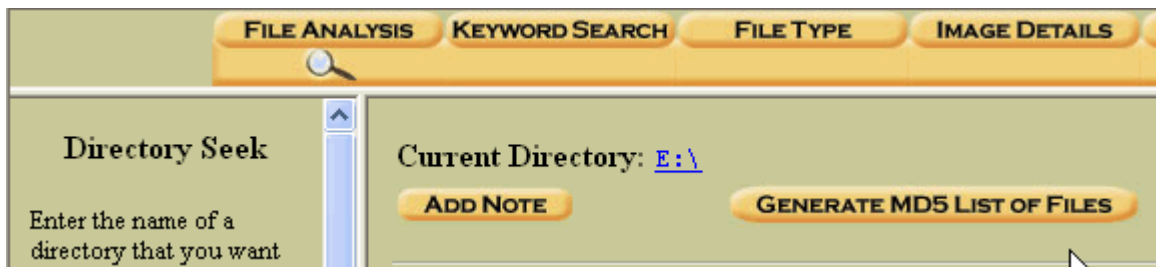 FILE ANALYSIS KEYWORD SEARCH FILE TYPE IMAGE DETAILS
Directory Seek
Enter the name of a
directory that you want
Current Directory: E:\
ADD NOTE GENERATE MD5 LIST OF FILES